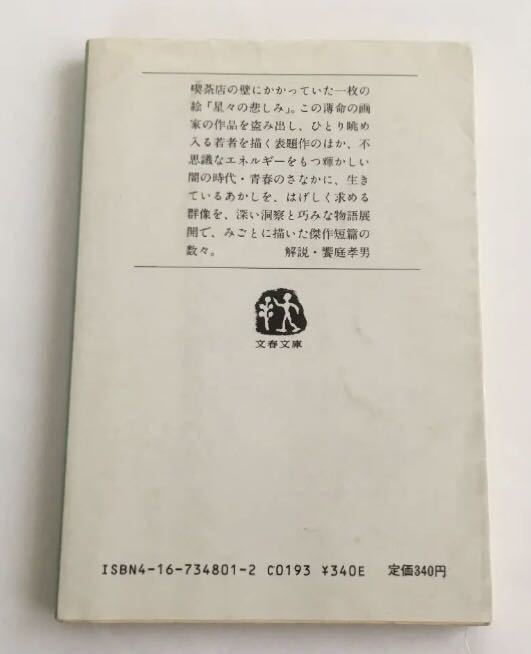 喫茶店の壁にかかっていた一枚の
絵「星々の悲しみ」。この薄命の画
家の作品を盗み出し、ひとり眺め
入る若者を描く表題作のほか、不
思議なエネルギーをもつ輝かしい
闇の時代・青春のさなかに、生き
ているあかしを、はげしく求める
群像を、深い洞察と巧みな物語展
開で、みごとに描いた傑作短篇の
数々。 解説・饗庭孝男
文春文庫
ISBN4-16-734801-2 C0193 ¥340E 定価340円